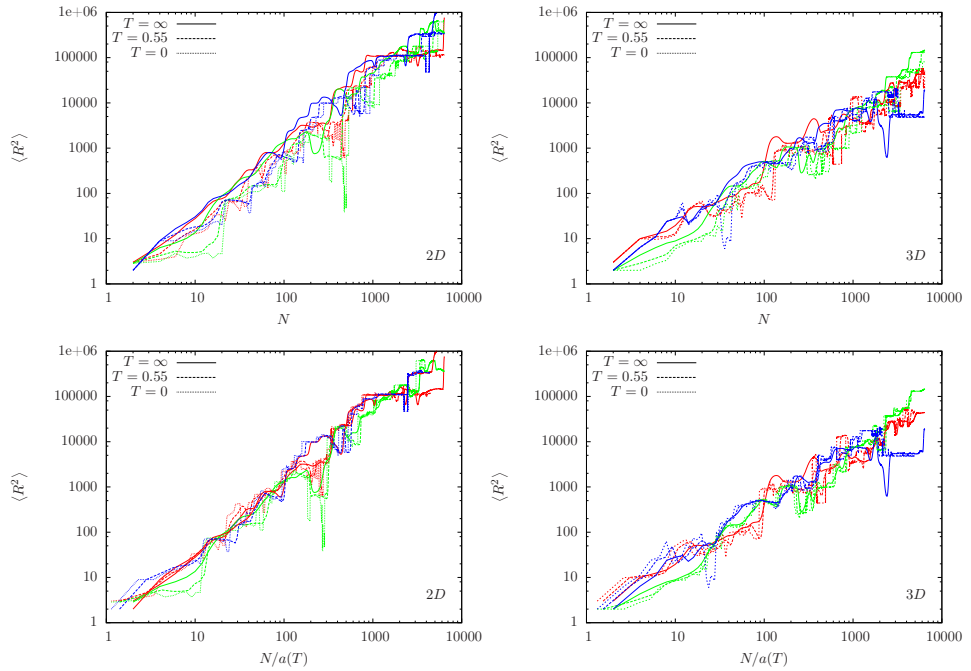 1e+06
100000
10000
1000
100
10
1
⟨R²⟩
T = ∞
T = 0.55
T = 0
2D
1 10 100 1000 10000
N
1e+06
100000
10000
1000
100
10
1
⟨R²⟩
T = ∞
T = 0.55
T = 0
3D
1 10 100 1000 10000
N
1e+06
100000
10000
1000
100
10
1
⟨R²⟩
T = ∞
T = 0.55
T = 0
2D
1 10 100 1000 10000
N/a(T)
1e+06
100000
10000
1000
100
10
1
⟨R²⟩
T = ∞
T = 0.55
T = 0
3D
1 10 100 1000 10000
N/a(T)